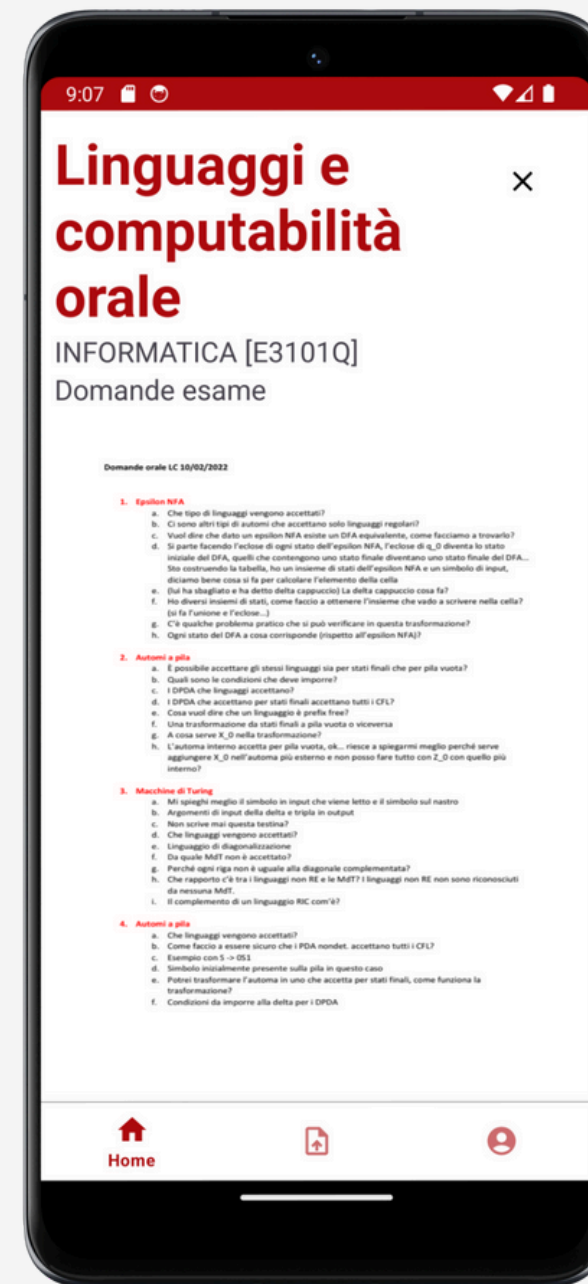 9:07
Linguaggi e
computabilità
orale
INFORMATICA [E3101Q]
Domande esame
Domande orale LC 10/02/2022
1. Epsilon NFA
a. Che tipo di linguaggi vengono accettati?
b. Ci sono altri tipi di automi che accettano solo linguaggi regolari?
c. Vuol dire che dato un epsilon NFA esiste un DFA equivalente, come facciamo a trovarlo?
d. Si parte facendo l'eclose di ogni stato dell'epsilon NFA, l'eclose di q_0 diventa lo stato
iniziale del DFA, quelli che contengono uno stato finale diventano uno stato finale del DFA...
Sto costruendo la tabella, ho un insieme di stati dell'epsilon NFA e un simbolo di input,
diciamo bene cosa si fa per calcolare l'elemento della cella
e. (lui ha sbagliato e ha detto delta cappuccio) La delta cappuccio cosa fa?
f. Ho diversi insiemi di stati, come faccio a ottenere l'insieme che vado a scrivere nella cella?
(si fa l'unione e l'eclose...)
g. C'è qualche problema pratico che si può verificare in questa trasformazione?
h. Ogni stato del DFA a cosa corrisponde (rispetto all'epsilon NFA)?
2. Automi a pila
a. È possibile accettare gli stessi linguaggi sia per stati finali che per pila vuota?
b. Quali sono le condizioni che deve imporre?
c. I DPDA che linguaggi accettano?
d. I DPDA che accettano per stati finali accettano tutti i CFL?
e. Cosa vuol dire che un linguaggio è prefix free?
f. Una trasformazione da stati finali a pila vuota o viceversa
g. A cosa serve X_0 nella trasformazione?
h. L'automa interno accetta per pila vuota, ok... riesce a spiegarmi meglio perché serve
aggiungere X_0 nell'automa più esterno e non posso fare tutto con Z_0 con quello più
interno?
3. Macchine di Turing
a. Mi spieghi meglio il simbolo in input che viene letto e il simbolo sul nastro
b. Argomenti di input della delta e tripla in output
c. Non scrive mai questa testina?
d. Che linguaggi vengono accettati?
e. Linguaggio di diagonalizzazione
f. Da quale MdT non è accettato?
g. Perché ogni riga non è uguale alla diagonale complementata?
h. Che rapporto c'è tra i linguaggi non RE e le MdT? I linguaggi non RE non sono riconosciuti
da nessuna MdT.
i. Il complemento di un linguaggio RIC com'è?
4. Automi a pila
a. Che linguaggi vengono accettati?
b. Come faccio a essere sicuro che i PDA nondet. accettano tutti i CFL?
c. Esempio con S -> 0S1
d. Simbolo inizialmente presente sulla pila in questo caso
e. Potrei trasformare l'automa in uno che accetta per stati finali, come funziona la
trasformazione?
f. Condizioni da imporre alla delta per i DPDA
Home